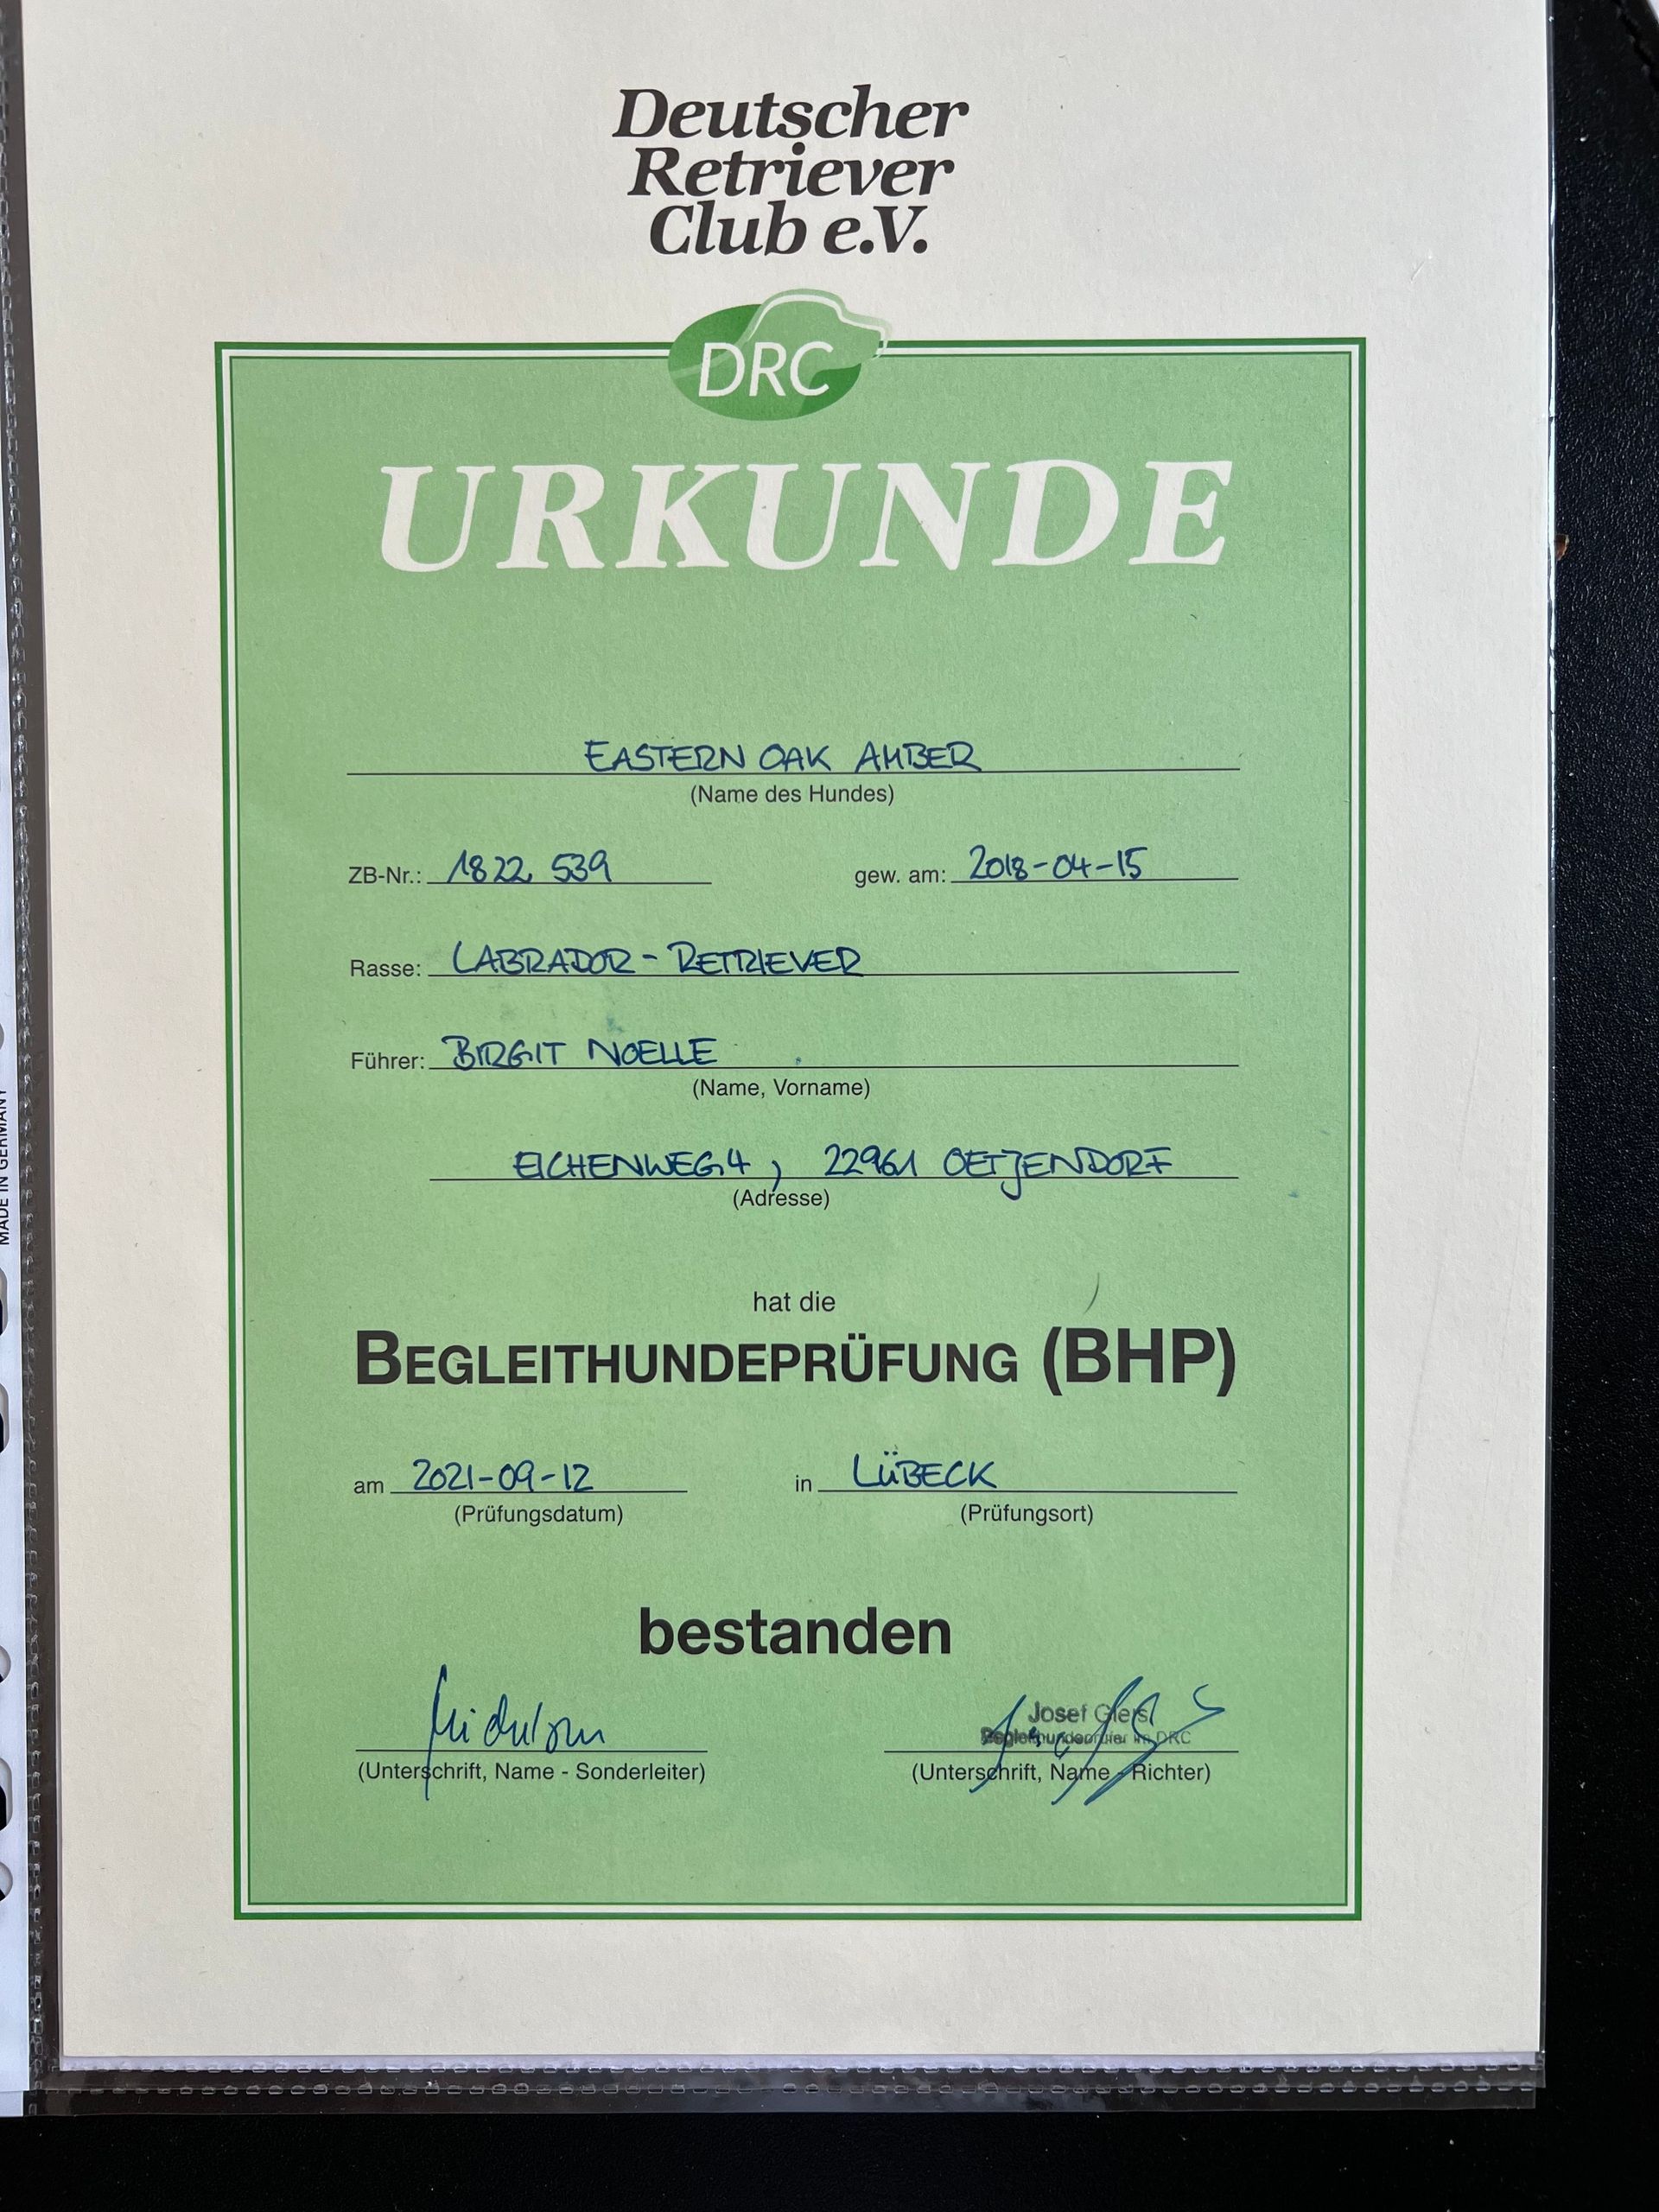 Deutscher
Retriever
Club e.V.
DRC
URKUNDE
EASTERN OAK AMBER
(Name des Hundes)
ZB-Nr.: 1822 539 gew. am: 2018-04-15
Rasse: LABRADOR-RETRIEVER
Führer: BIRGIT NOELLE
(Name, Vorname)
EICHENWEG 4, 22961 OETJENDORF
(Adresse)
hat die
BEGLEITHUNDEPRÜFUNG (BHP)
am 2021-09-12 in LÜBECK
(Prüfungsdatum) (Prüfungsort)
bestanden
Josef
im DRC
(Unterschrift, Name - Sonderleiter) (Unterschrift, Name - Richter)
MADE IN GERMANY